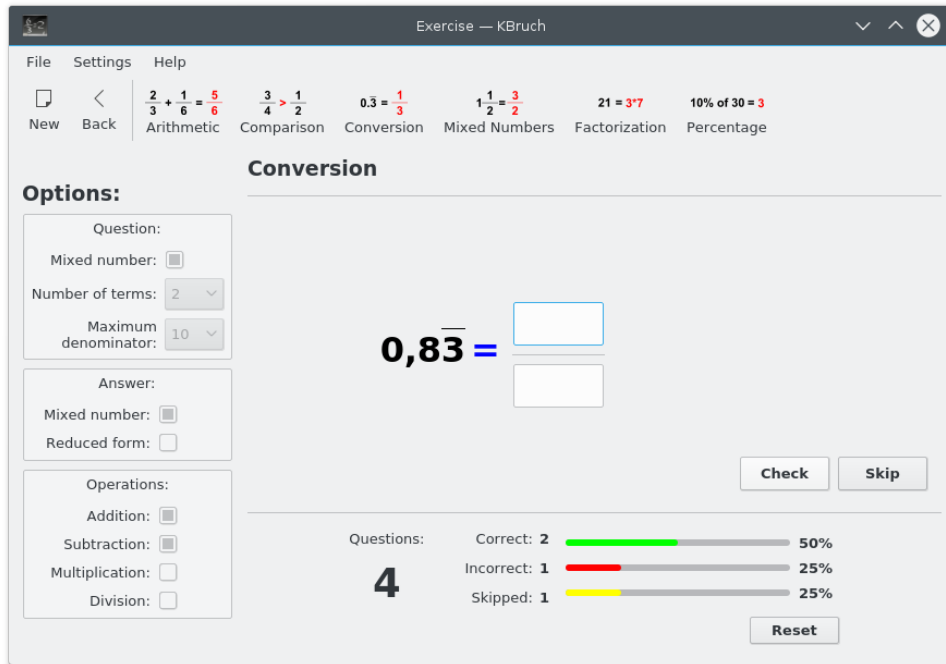 Exercise — KBruch
File Settings Help
New Back
2/3 + 1/6 = 5/6 3/4 > 1/2 0.3̅ = 1/3 1 1/2 = 3/2 21 = 3*7 10% of 30 = 3
Arithmetic Comparison Conversion Mixed Numbers Factorization Percentage
Conversion
Options:
Question:
Mixed number:
Number of terms: 2
Maximum
denominator: 10
Answer:
Mixed number:
Reduced form:
Operations:
Addition:
Subtraction:
Multiplication:
Division:
0,83̅ =
Check Skip
Questions:
4
Correct: 2 50%
Incorrect: 1 25%
Skipped: 1 25%
Reset